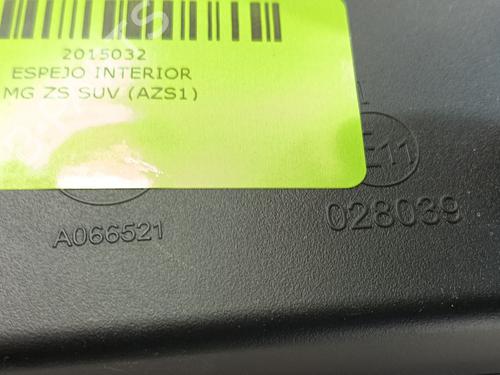 2015032
ESPEJO INTERIOR
MG ZS SUV (AZS1)
E11
A066521
028039